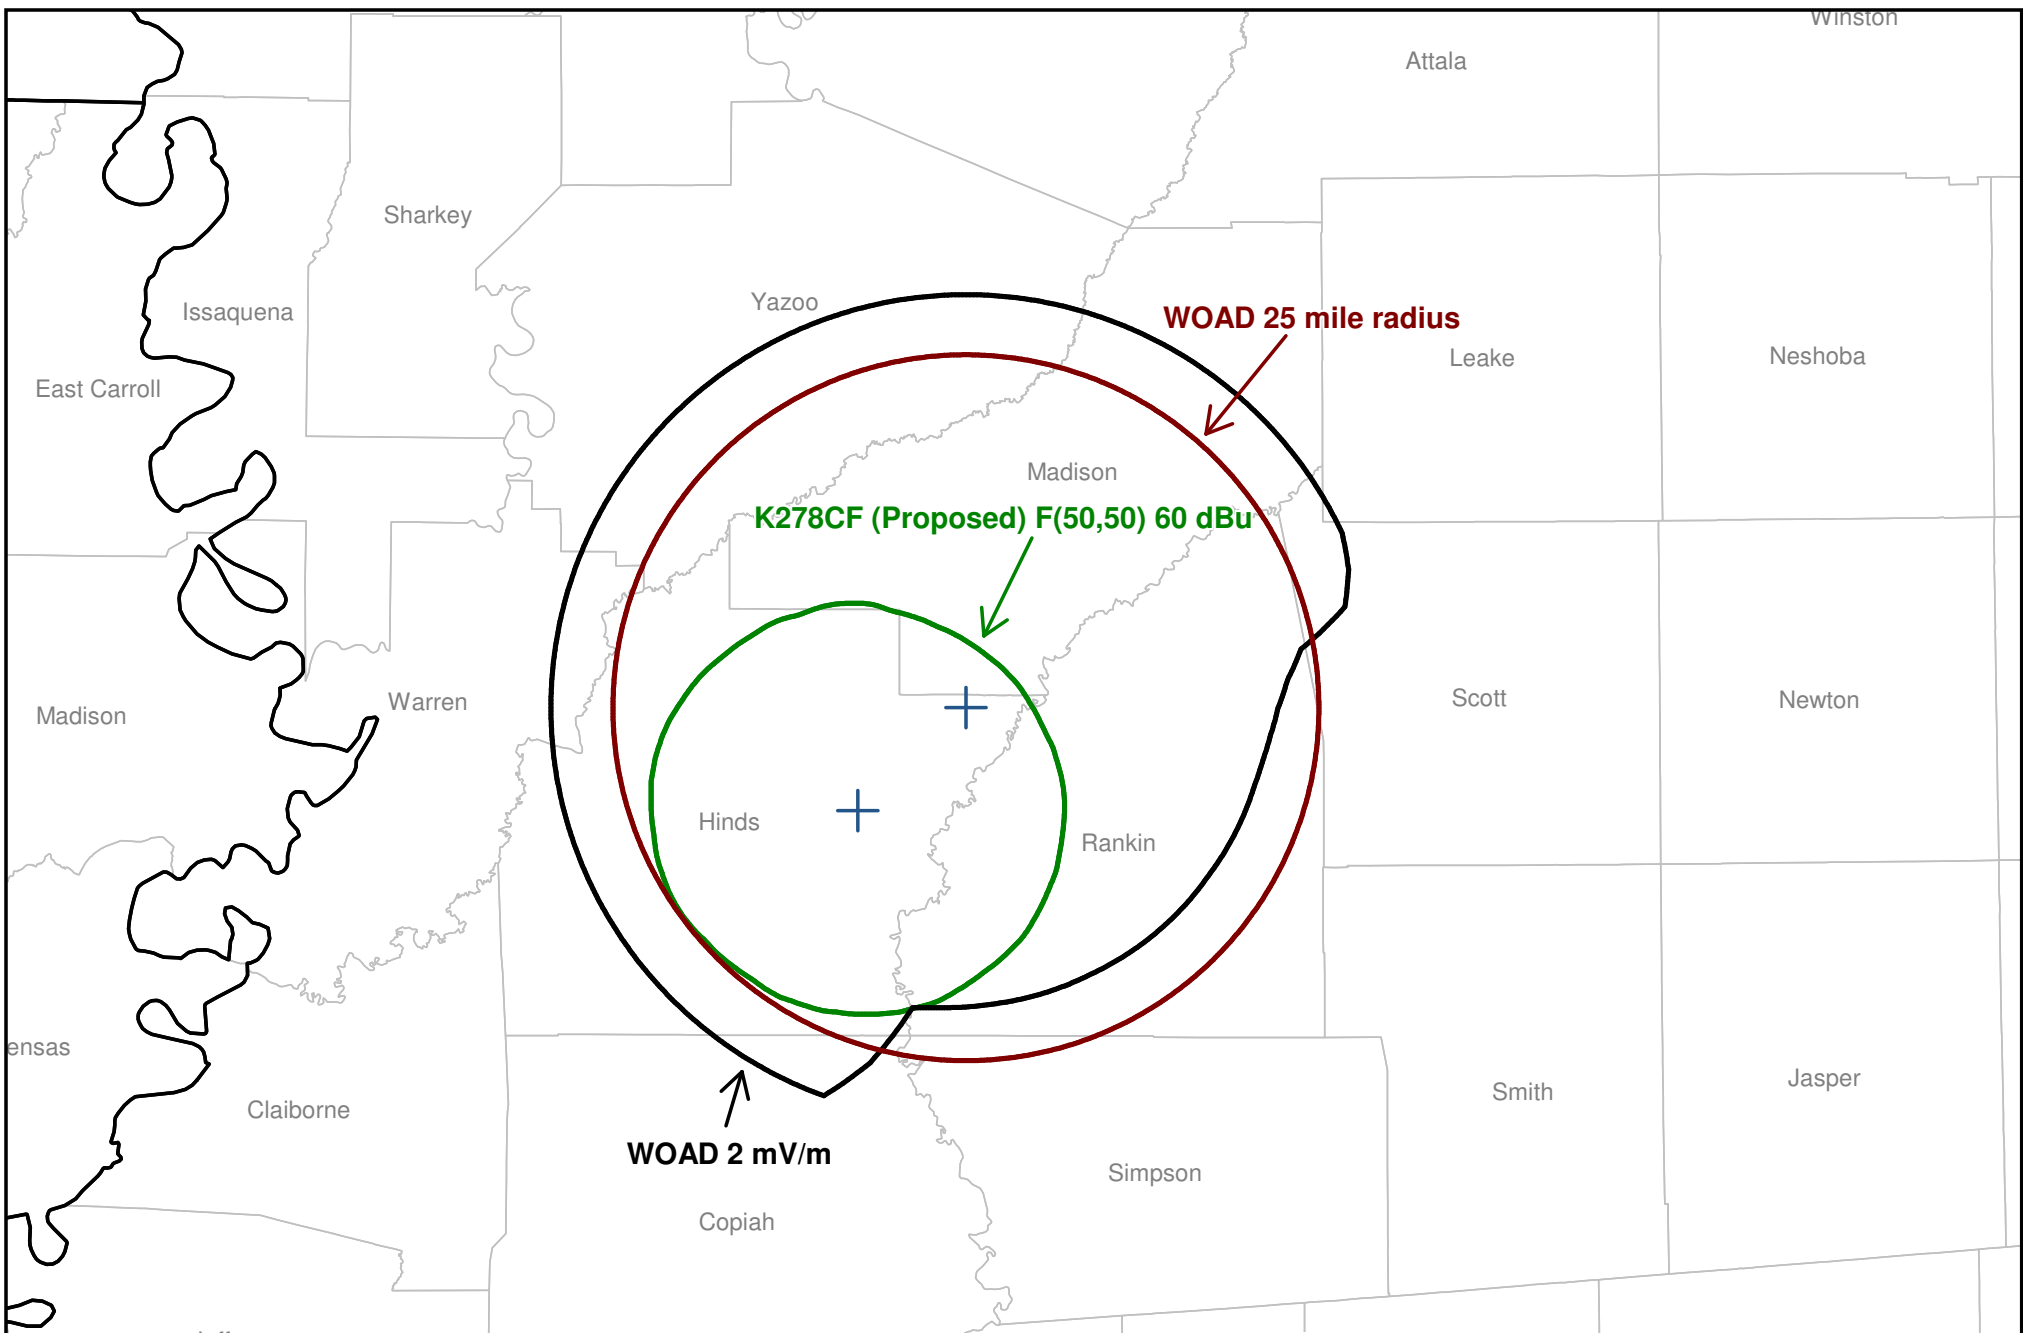 Winston
Attala
Sharkey
Yazoo
Issaquena
WOAD 25 mile radius
Leake
Neshoba
East Carroll
Madison
K278CF (Proposed) F(50,50) 60 dBu
Warren
Scott
Newton
Madison
Hinds
Rankin
ensas
Claiborne
Smith
Jasper
WOAD 2 mV/m
Simpson
Copiah